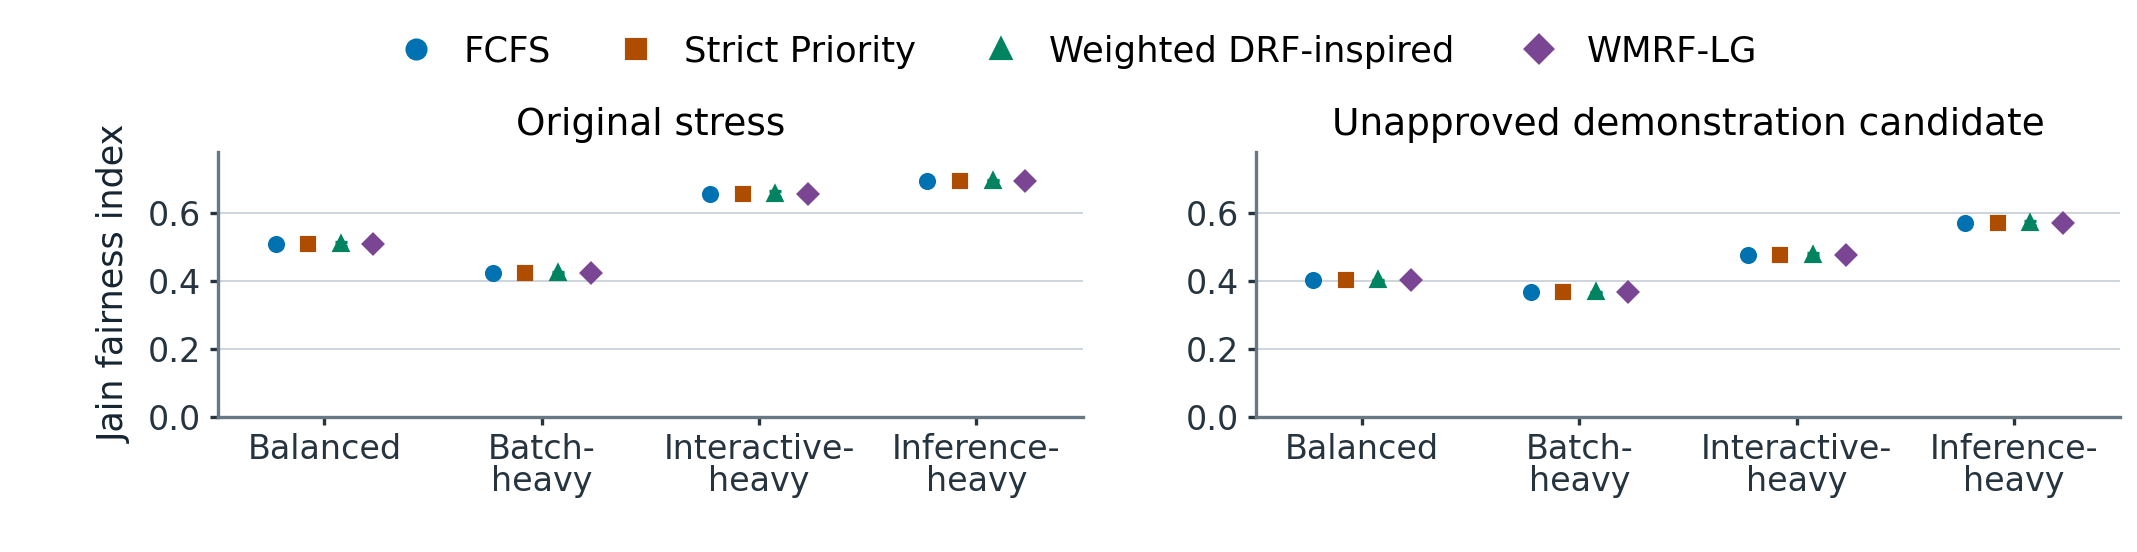 FCFS Strict Priority Weighted DRF-inspired WMRF-LG
Original stress
Jain fairness index
0.6
0.4
0.2
0.0
Balanced Batch-heavy Interactive-heavy Inference-heavy
Unapproved demonstration candidate
0.6
0.4
0.2
0.0
Balanced Batch-heavy Interactive-heavy Inference-heavy